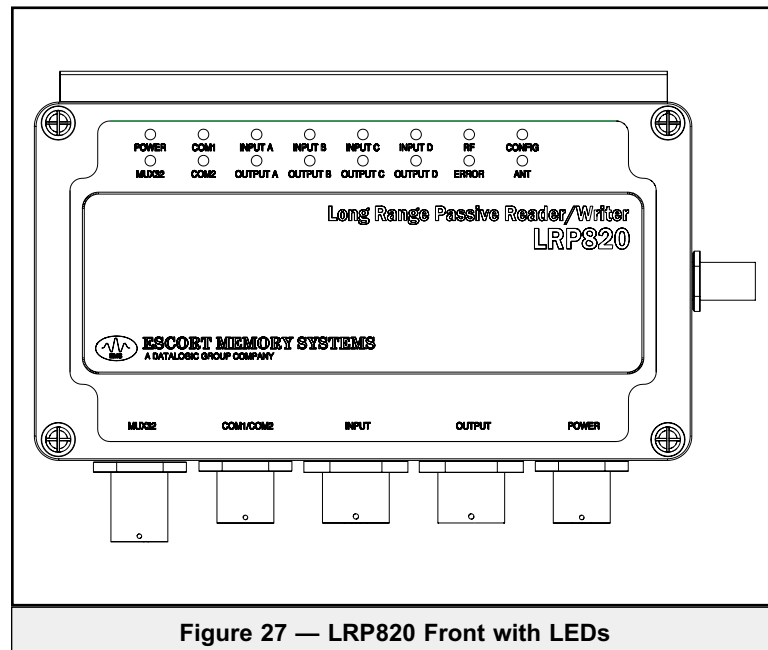 POWER COM1 INPUT A INPUT B INPUT C INPUT D RF CONFIG
MUX32 COM2 OUTPUT A OUTPUT B OUTPUT C OUTPUT D ERROR ANT
Long Range Passive Reader/Writer
LRP820
EMS
ESCORT MEMORY SYSTEMS
A DATALOGIC GROUP COMPANY
MUX32 COM1/COM2 INPUT OUTPUT POWER
Figure 27 — LRP820 Front with LEDs